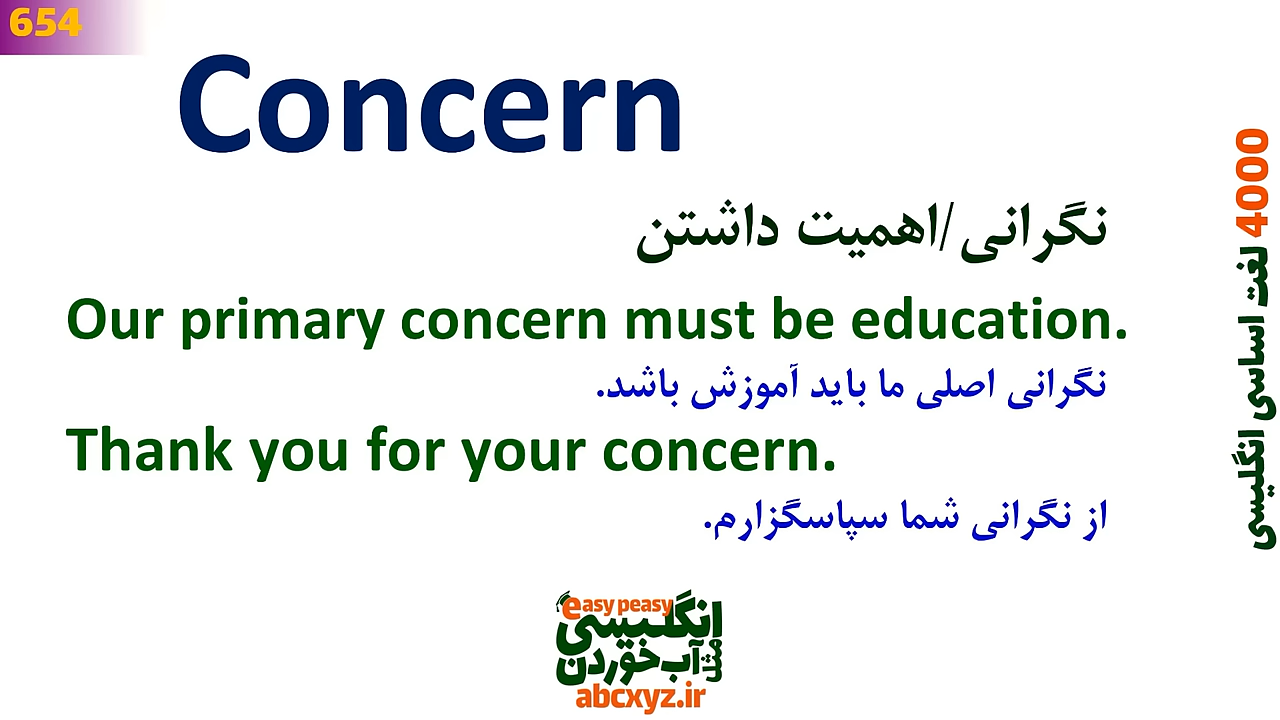 654
Concern
نگرانی/اهمیت داشتن
Our primary concern must be education.
نگرانی اصلی ما باید آموزش باشد.
Thank you for your concern.
از نگرانی شما سپاسگزارم.
4000 لغت اساسی انگلیسی
easy peasy
انگلیسی
مثل آب خوردن
abcxyz.ir